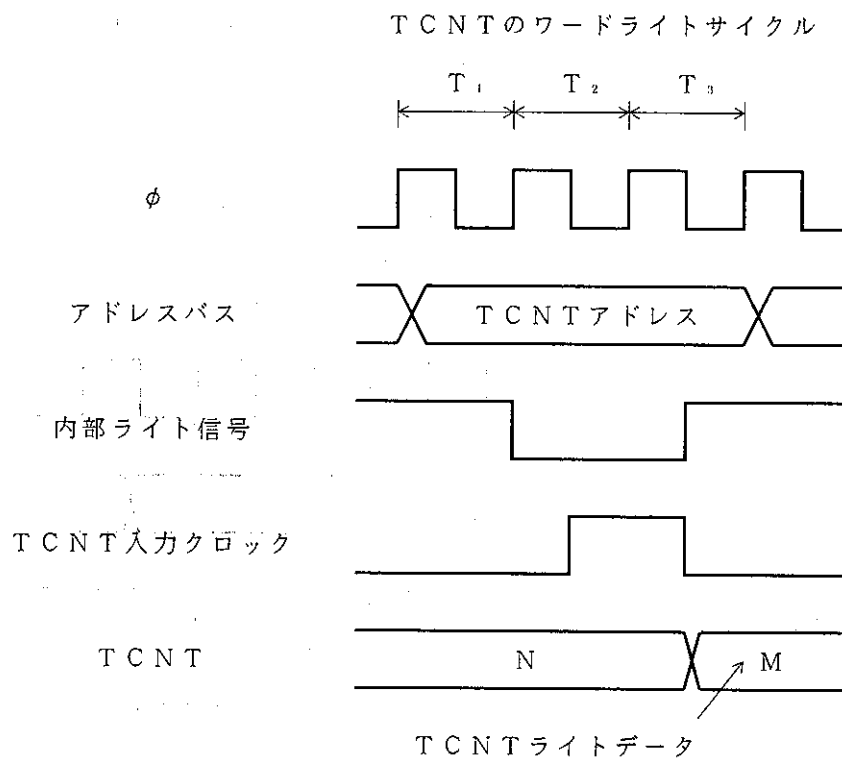 TCNTのワードライトサイクル
T₁ T₂ T₃
φ
アドレスバス TCNTアドレス
内部ライト信号
TCNT入力クロック
TCNT N M
TCNTライトデータ